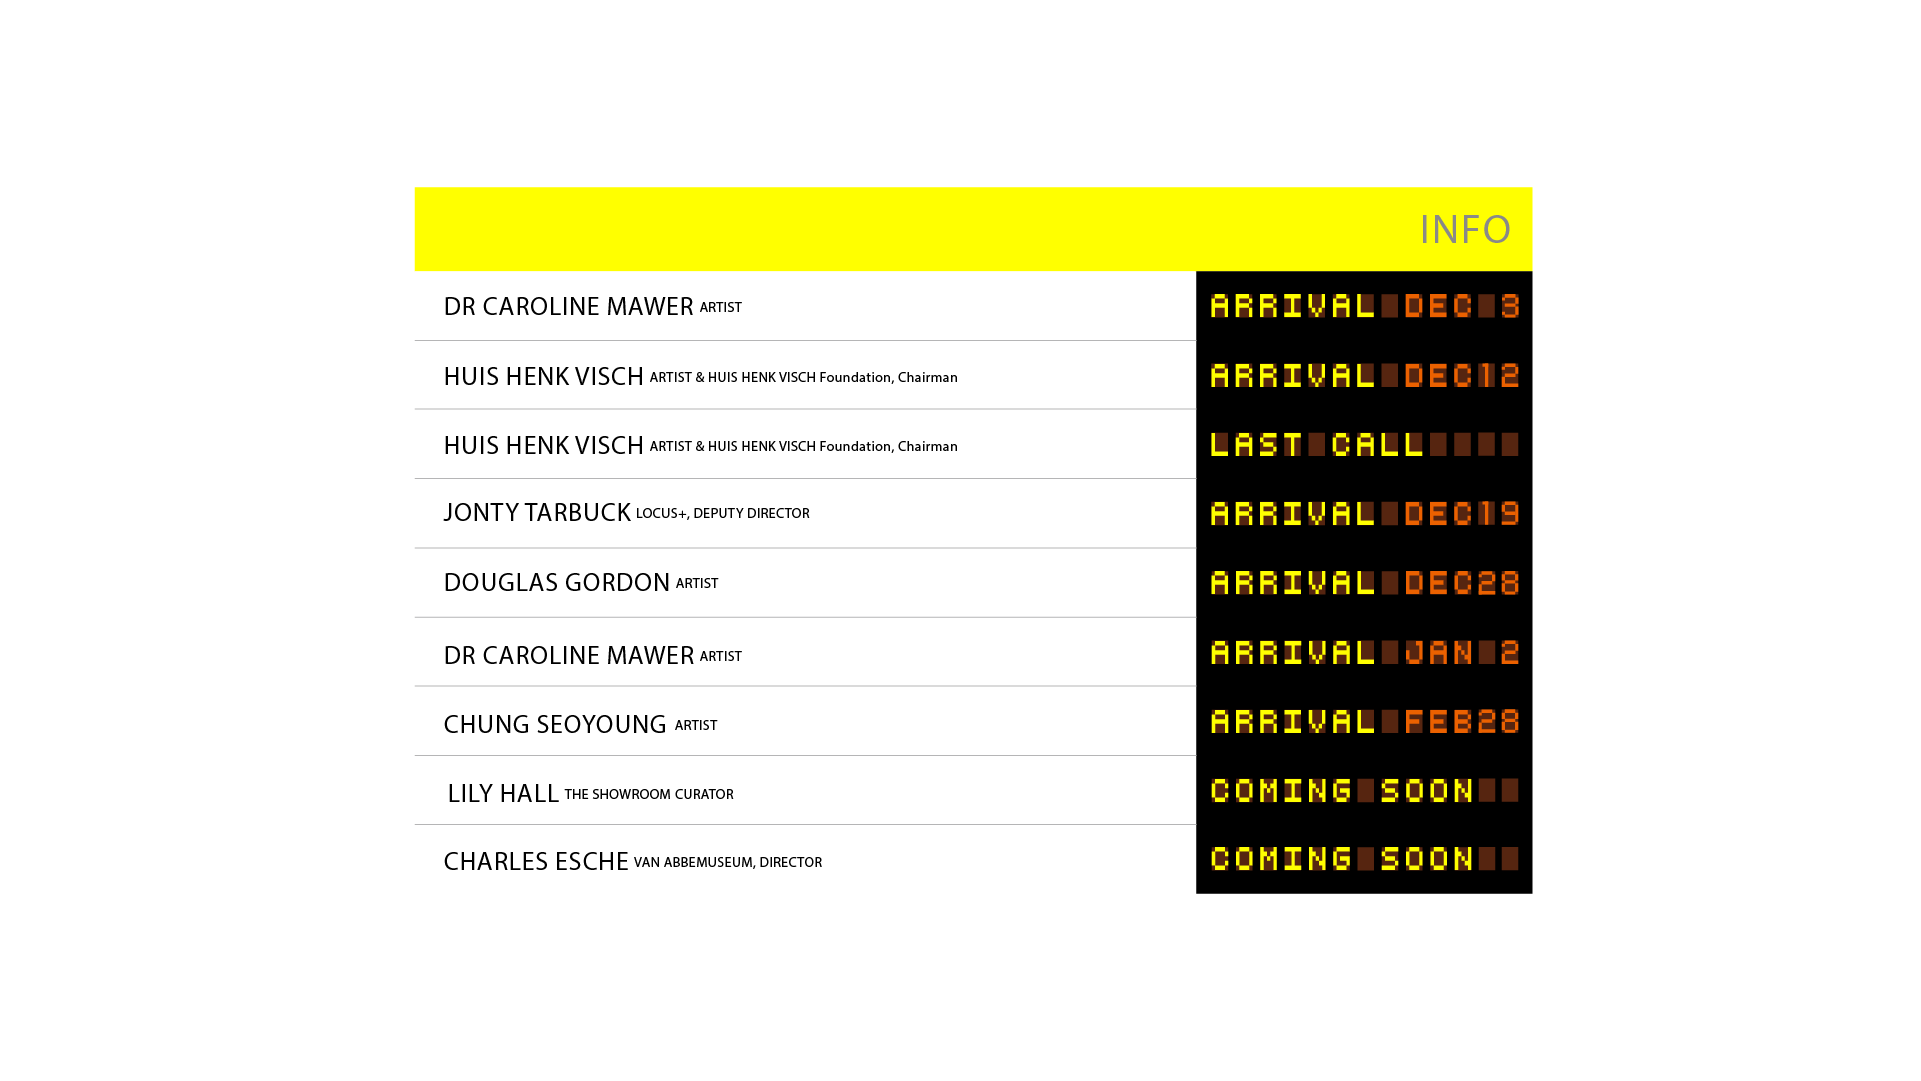 INFO
DR CAROLINE MAWER ARTIST ARRIVAL DEC 3
HUIS HENK VISCH ARTIST & HUIS HENK VISCH Foundation, Chairman ARRIVAL DEC12
HUIS HENK VISCH ARTIST & HUIS HENK VISCH Foundation, Chairman LAST CALL
JONTY TARBUCK LOCUS+, DEPUTY DIRECTOR ARRIVAL DEC19
DOUGLAS GORDON ARTIST ARRIVAL DEC28
DR CAROLINE MAWER ARTIST ARRIVAL JAN 2
CHUNG SEOYOUNG ARTIST ARRIVAL FEB28
LILY HALL THE SHOWROOM CURATOR COMING SOON
CHARLES ESCHE VAN ABBEMUSEUM, DIRECTOR COMING SOON